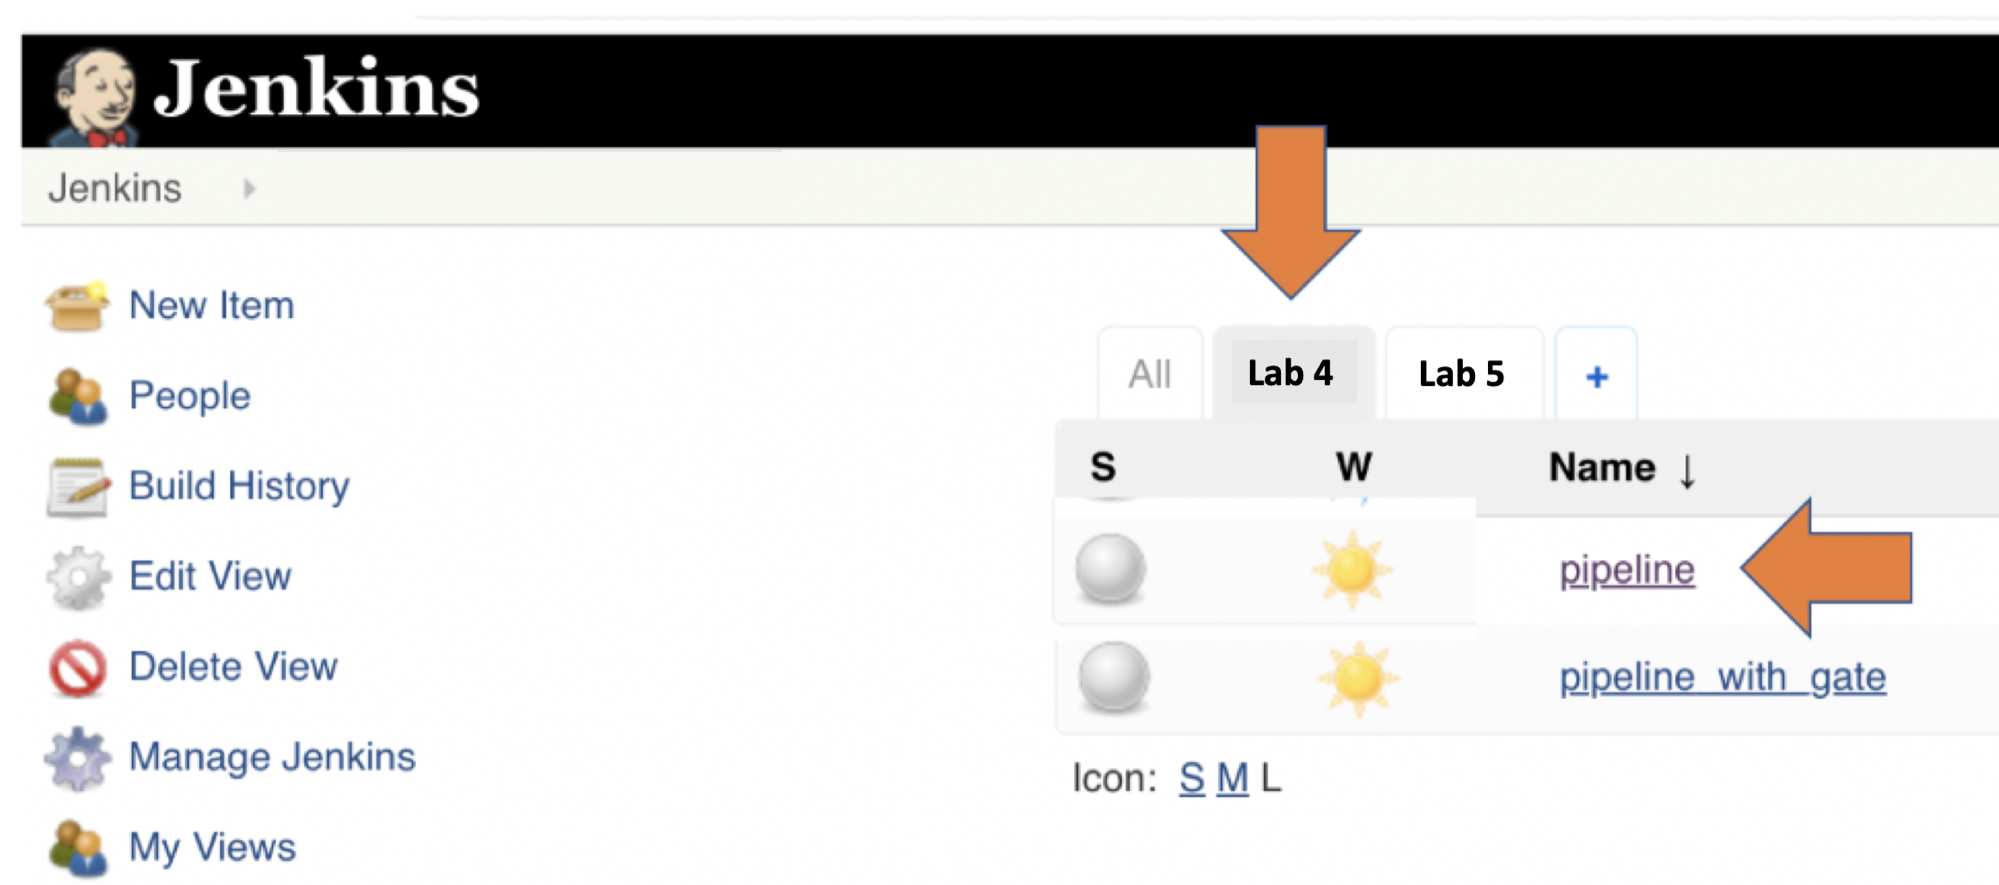 Jenkins
Jenkins
New Item
People
Build History
Edit View
Delete View
Manage Jenkins
My Views
All Lab 4 Lab 5 +
S W Name ↓
pipeline
pipeline_with_gate
Icon: S M L